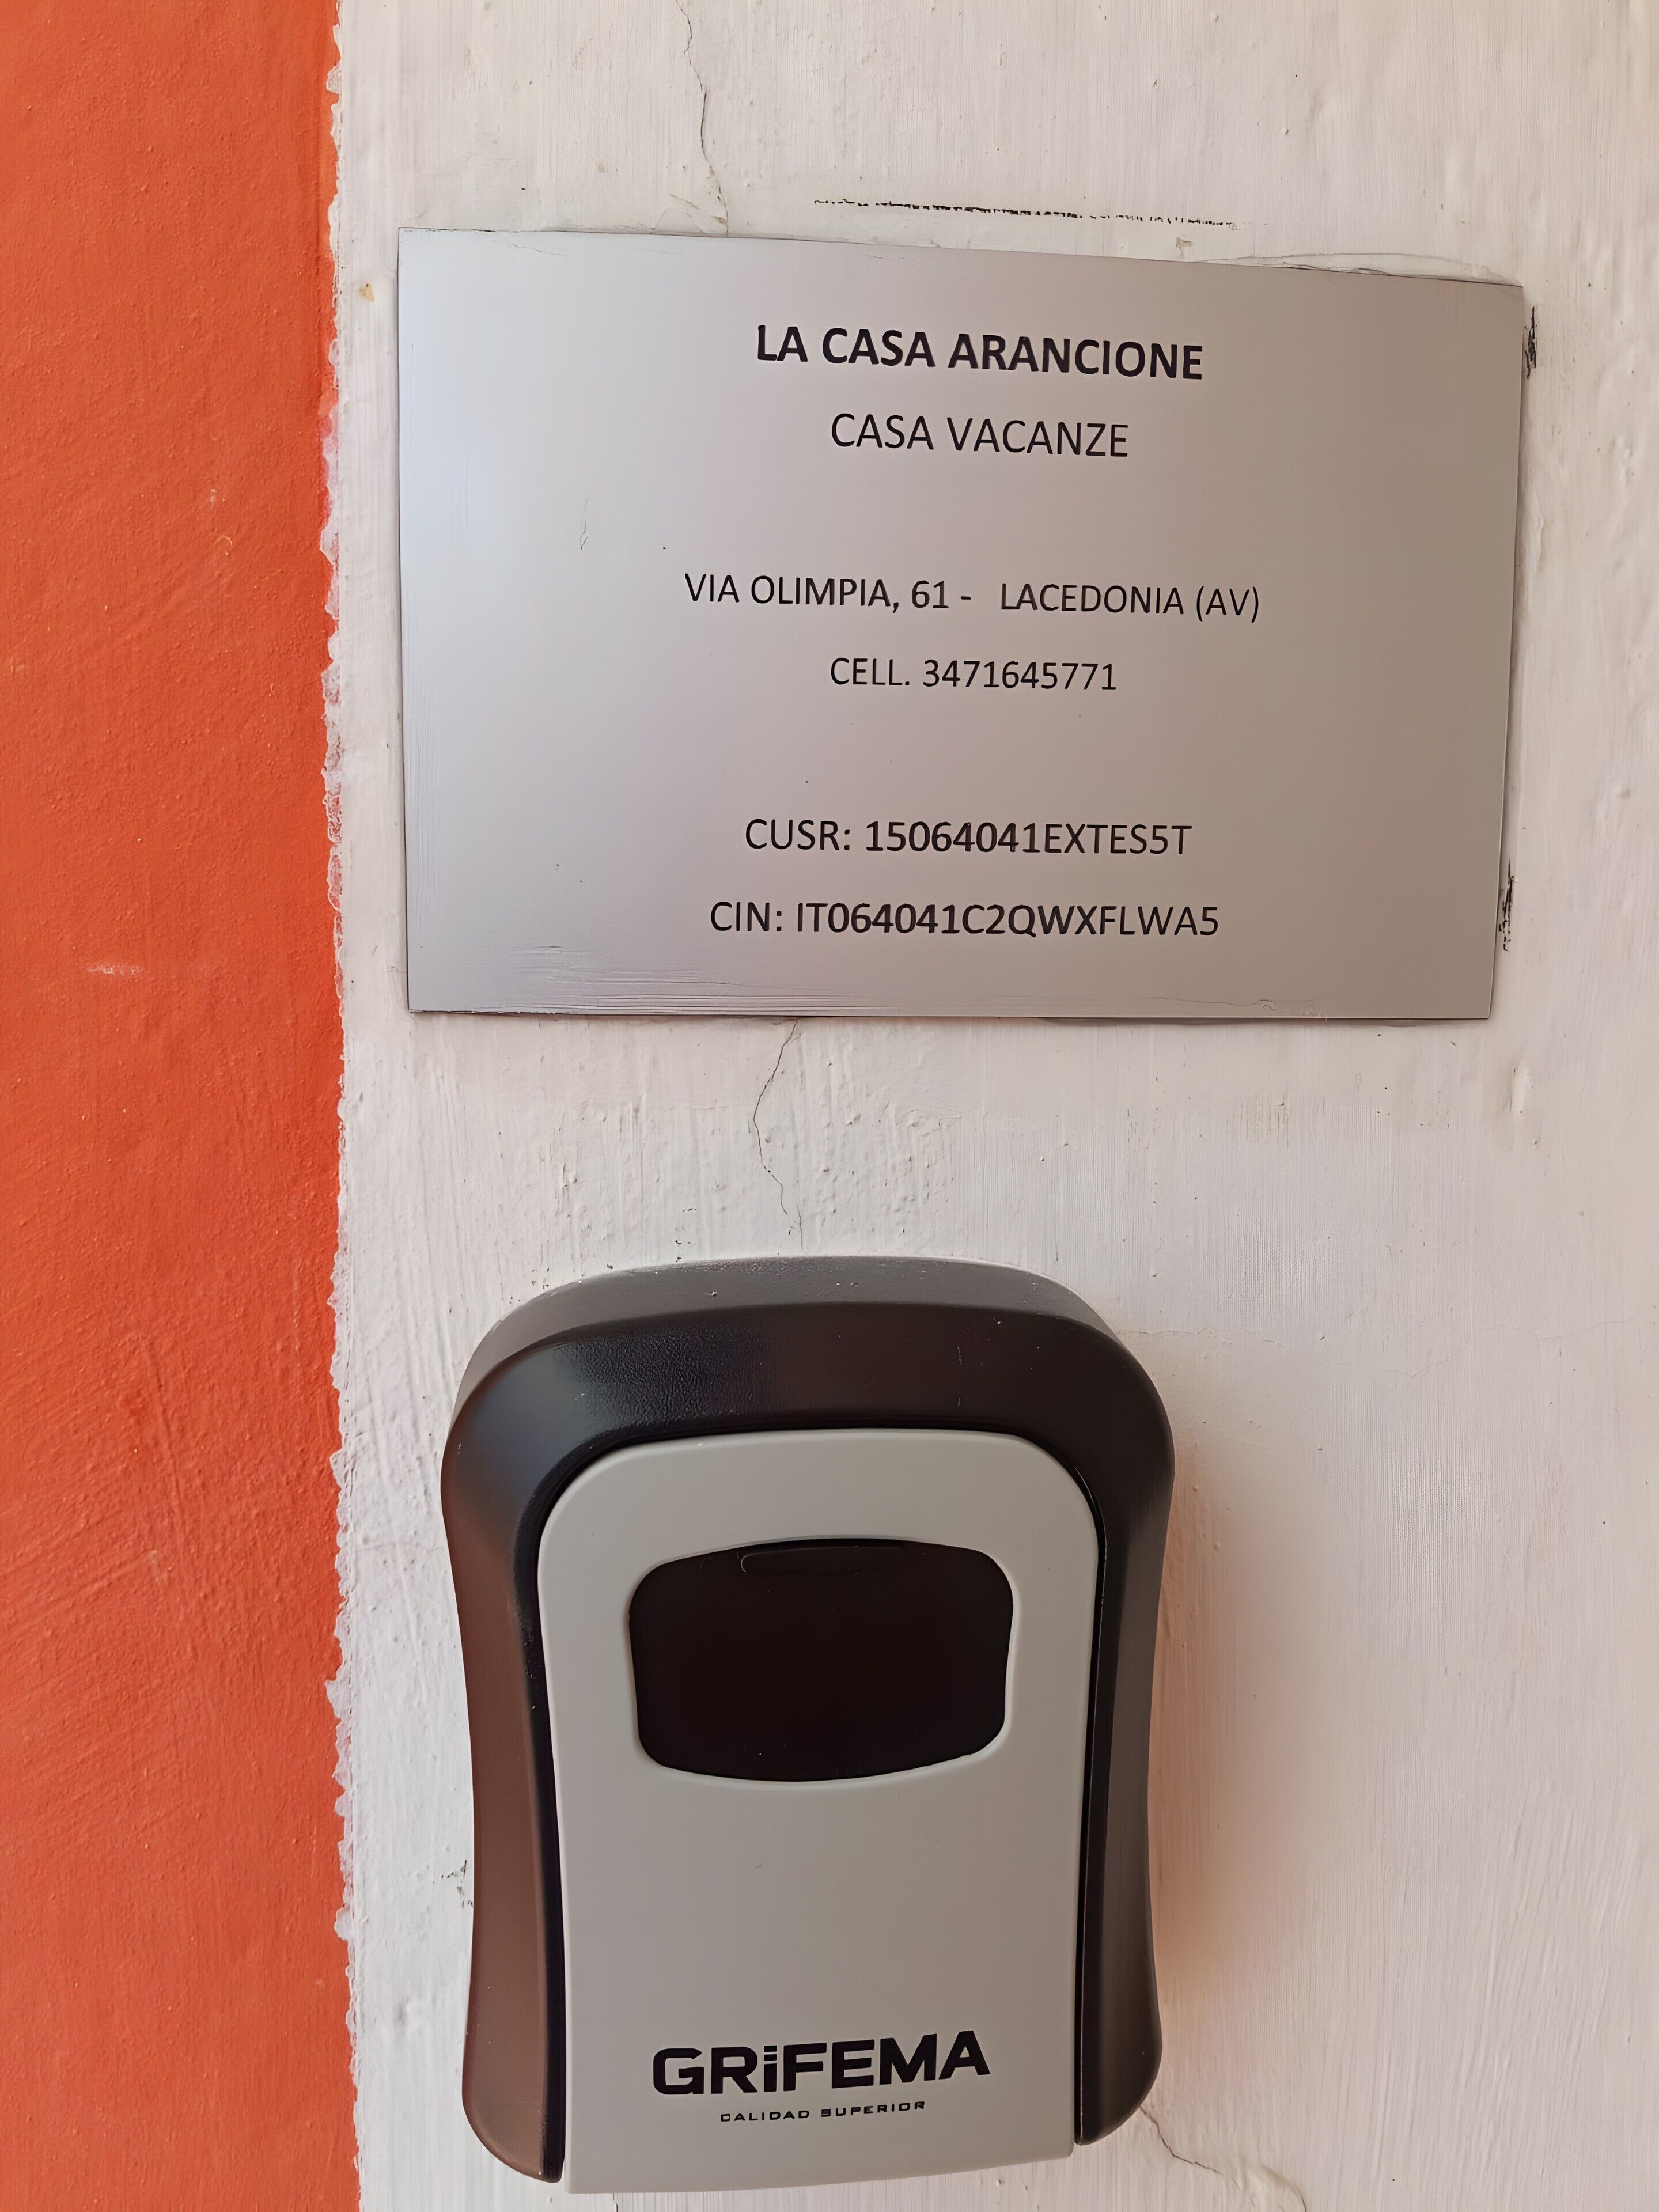 LA CASA ARANCIONE
CASA VACANZE
VIA OLIMPIA, 61 - LACEDONIA (AV)
CELL. 3471645771
CUSR: 15064041EXTES5T
CIN: IT064041C2QWXFLWA5
GRiFEMA
CALIDAD SUPERIOR